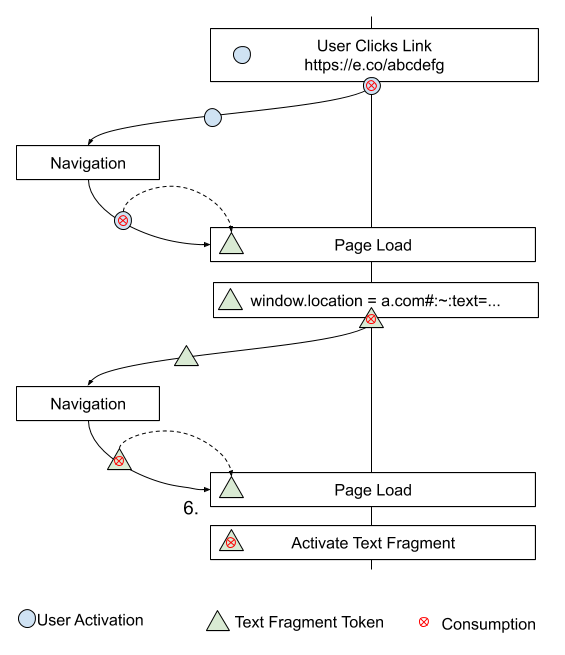 User Clicks Link
https://e.co/abcdefg
Navigation
Page Load
window.location = a.com#:~:text=...
Navigation
Page Load
6.
Activate Text Fragment
User Activation
Text Fragment Token
Consumption